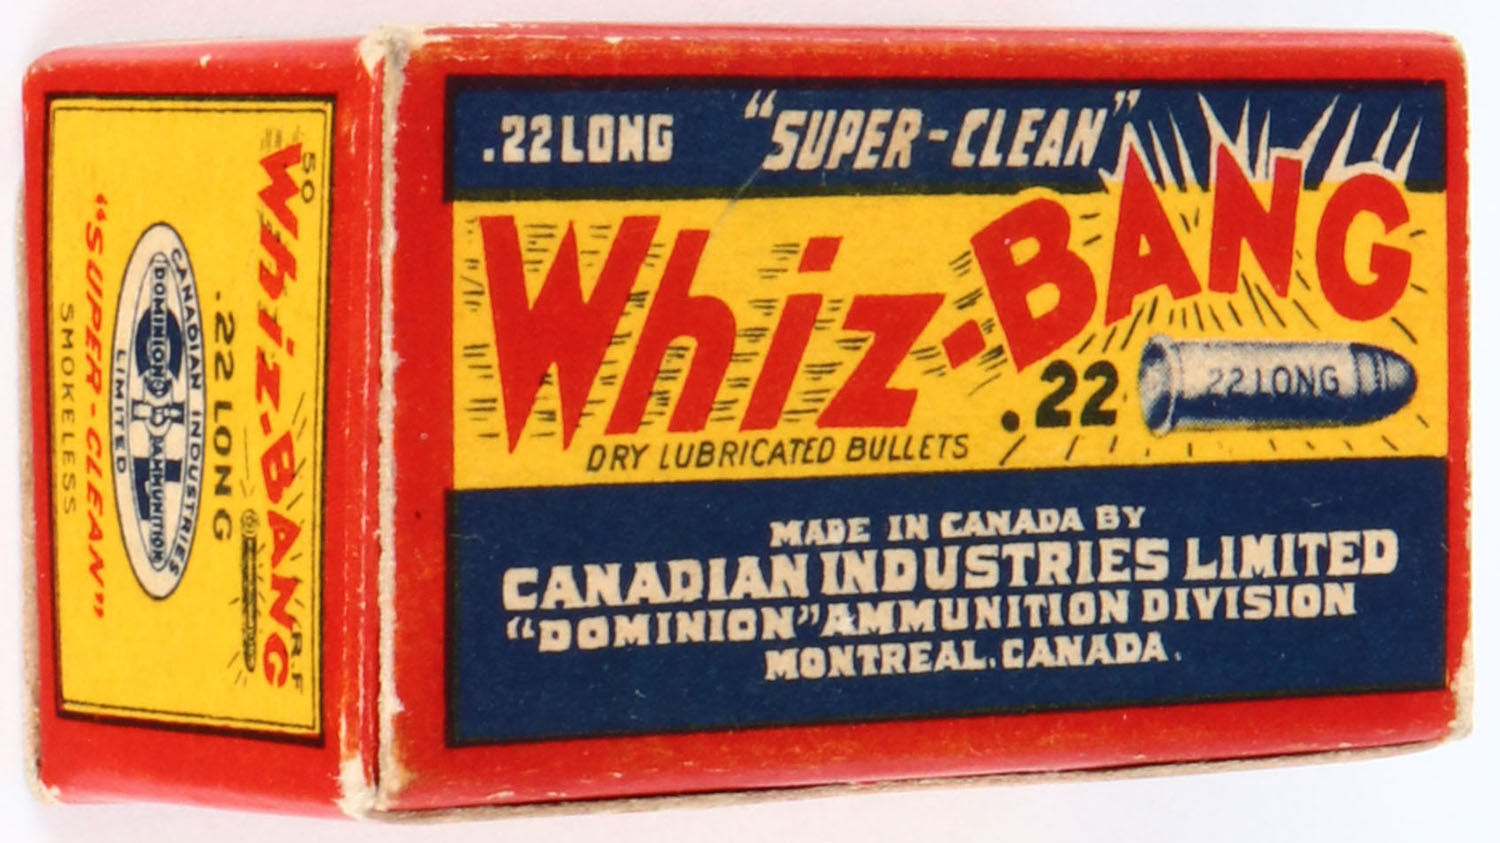 .22 LONG "SUPER-CLEAN"
Whiz-BANG
.22
22 LONG
DRY LUBRICATED BULLETS
MADE IN CANADA BY
CANADIAN INDUSTRIES LIMITED
"DOMINION" AMMUNITION DIVISION
MONTREAL, CANADA.
50
R.F
Whiz-BANG
.22 LONG
CANADIAN INDUSTRIES
DOMINION AMMUNITION
LIMITED
"SUPER-CLEAN"
SMOKELESS